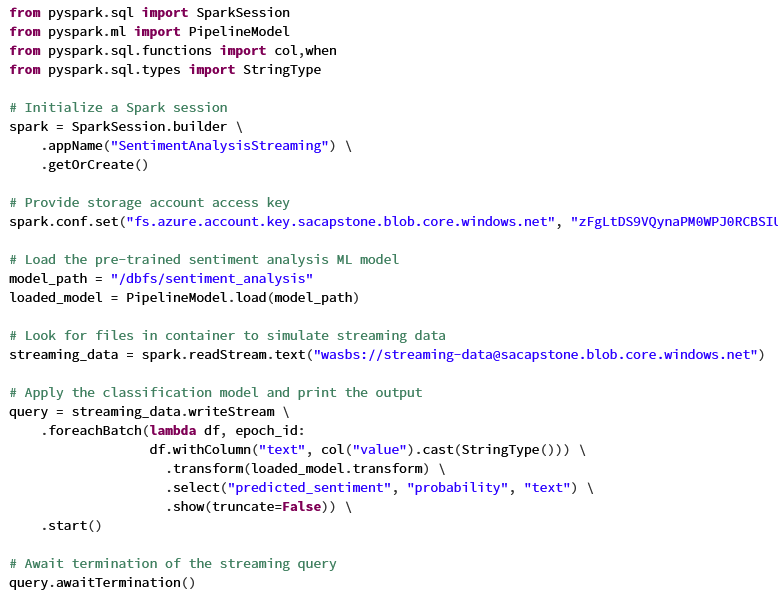 from pyspark.sql import SparkSession
from pyspark.ml import PipelineModel
from pyspark.sql.functions import col,when
from pyspark.sql.types import StringType

# Initialize a Spark session
spark = SparkSession.builder \
    .appName("SentimentAnalysisStreaming") \
    .getOrCreate()

# Provide storage account access key
spark.conf.set("fs.azure.account.key.sacapstone.blob.core.windows.net", "zFgLtDS9VQynaPM0WPJ0RCBSIU

# Load the pre-trained sentiment analysis ML model
model_path = "/dbfs/sentiment_analysis"
loaded_model = PipelineModel.load(model_path)

# Look for files in container to simulate streaming data
streaming_data = spark.readStream.text("wasbs://streaming-data@sacapstone.blob.core.windows.net")

# Apply the classification model and print the output
query = streaming_data.writeStream \
    .foreachBatch(lambda df, epoch_id:
                  df.withColumn("text", col("value").cast(StringType())) \
                    .transform(loaded_model.transform) \
                    .select("predicted_sentiment", "probability", "text") \
                    .show(truncate=False)) \
    .start()

# Await termination of the streaming query
query.awaitTermination()